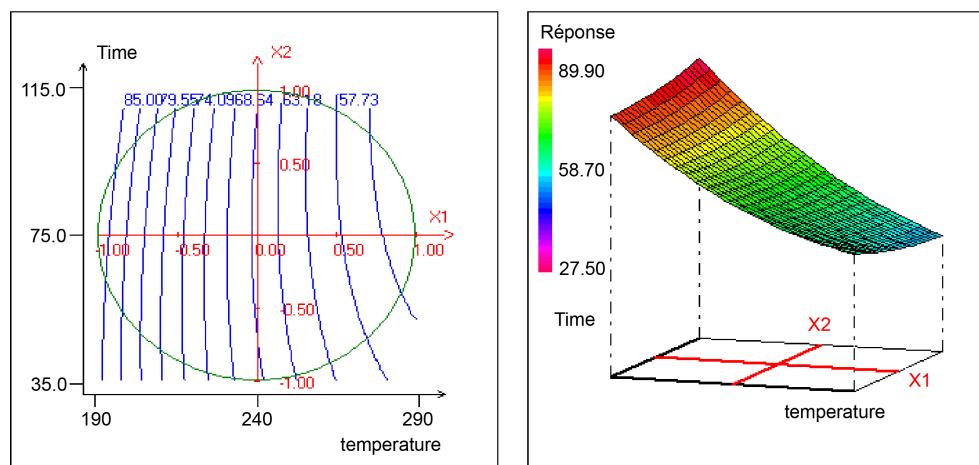 Time
X2
115.0
1.00
85.00 79.55 74.09 68.64 63.18 57.73
0.50
X1
75.0
-1.00 -0.50 0.00 0.50 1.00
-0.50
35.0
-1.00
190 240 290
temperature
Réponse
89.90
58.70
27.50
Time
X2
X1
temperature